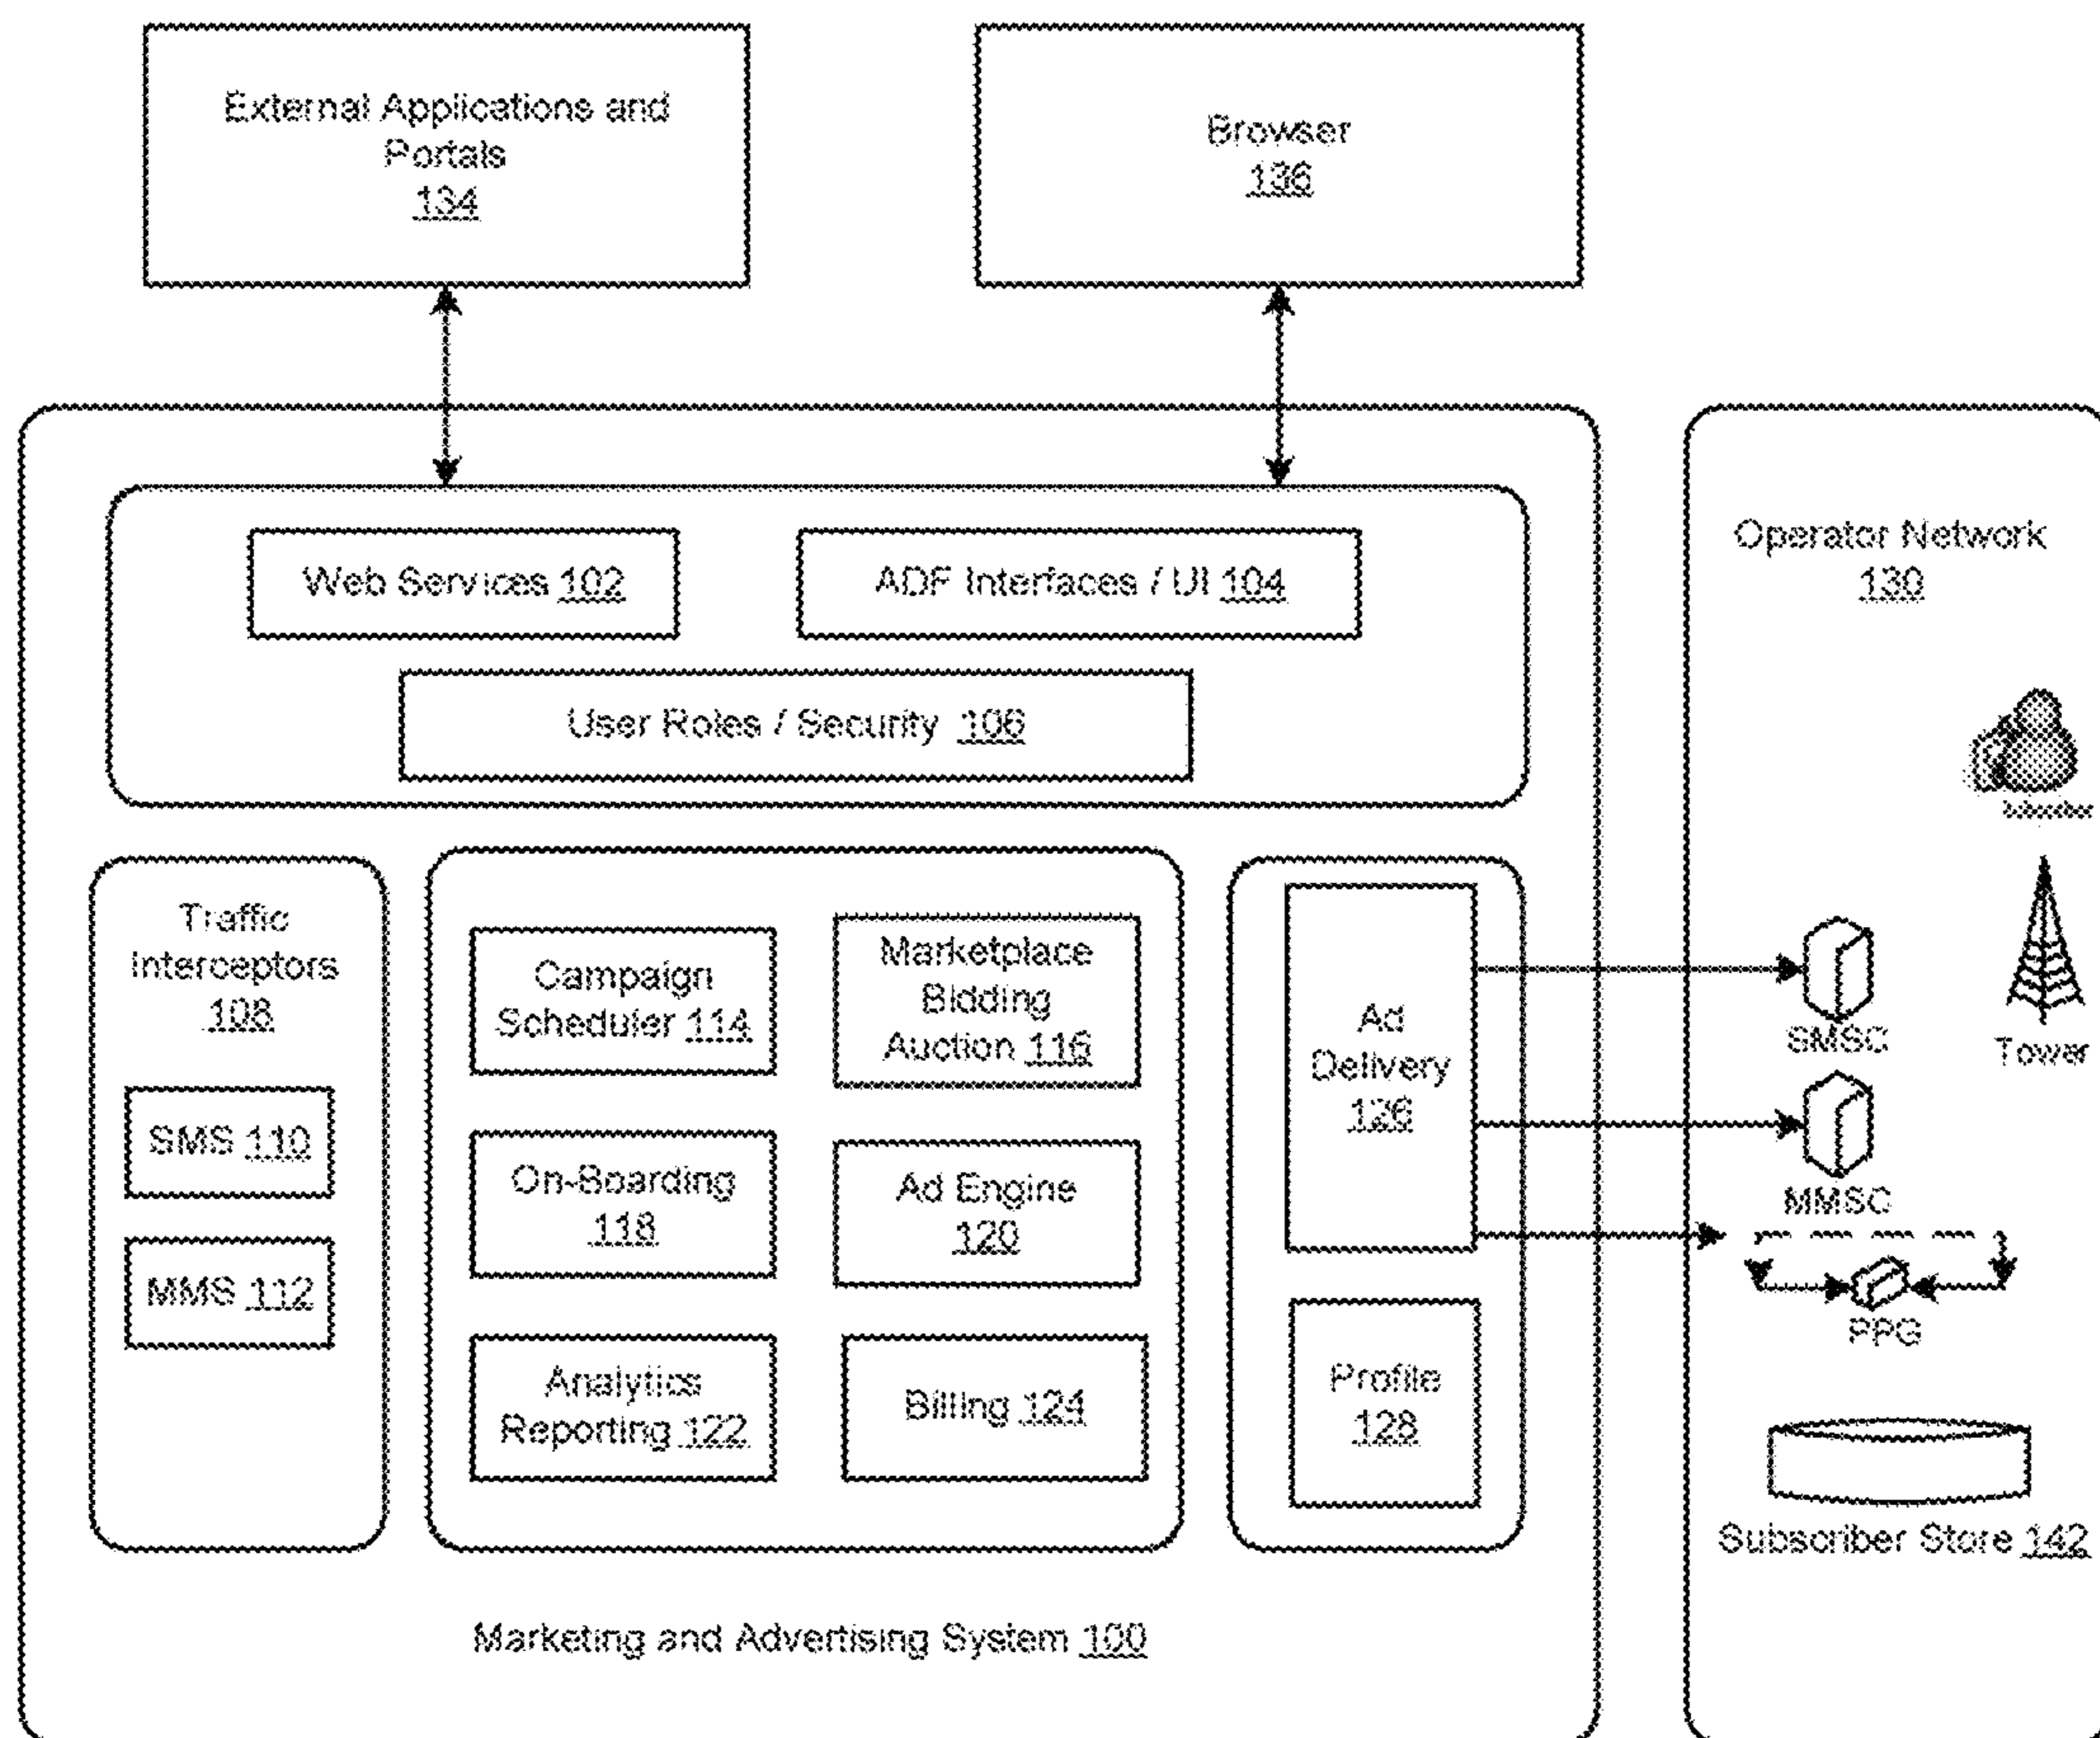 External Applications and
Portals
134
Browser
136
Web Services 102
ADF Interfaces / UI 104
User Roles / Security 106
Traffic
Interceptors
108
SMS 110
MMS 112
Campaign
Scheduler 114
Marketplace
Bidding
Auction 116
On-Boarding
118
Ad Engine
120
Analytics
Reporting 122
Billing 124
Ad
Delivery
126
Profile
128
Marketing and Advertising System 100
Operator Network
130
SMSC
Tower
MMSC
PPG
Subscriber Store 142